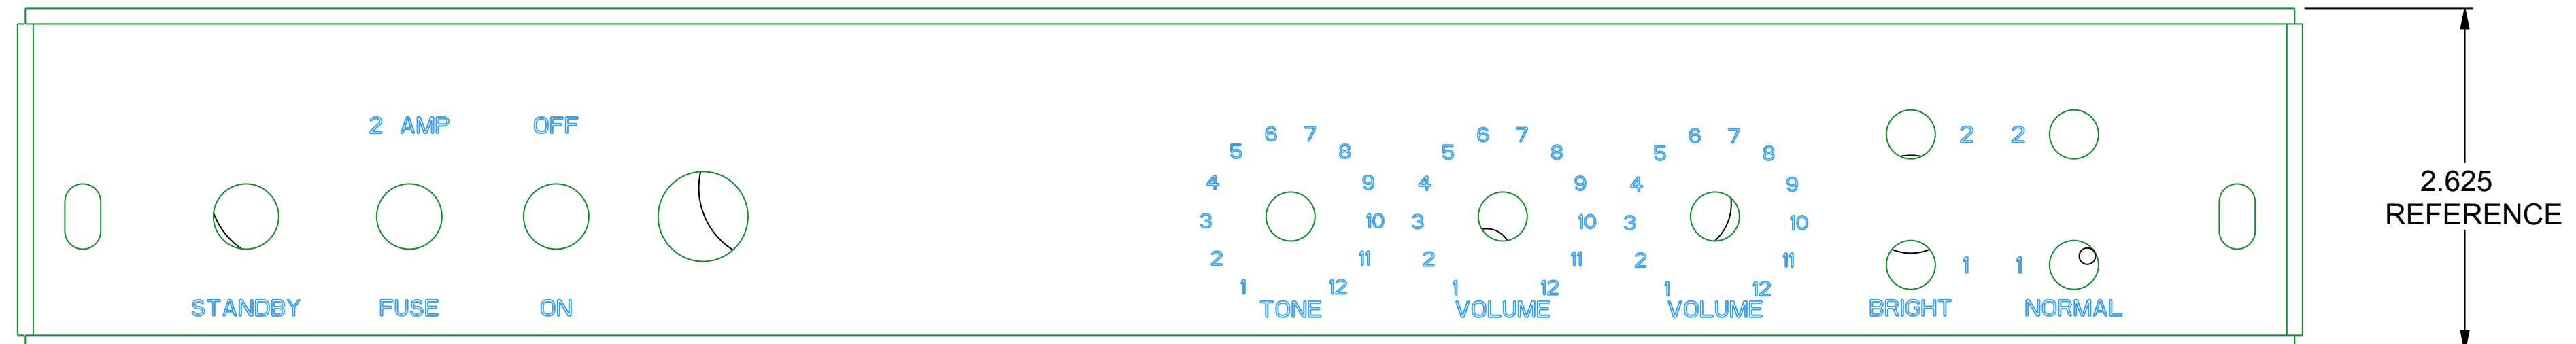 2 AMP OFF
STANDBY FUSE ON
1 2 3 4 5 6 7 8 9 10 11 12
TONE
1 2 3 4 5 6 7 8 9 10 11 12
VOLUME
1 2 3 4 5 6 7 8 9 10 11 12
VOLUME
2 2
1 1
BRIGHT NORMAL
2.625
REFERENCE